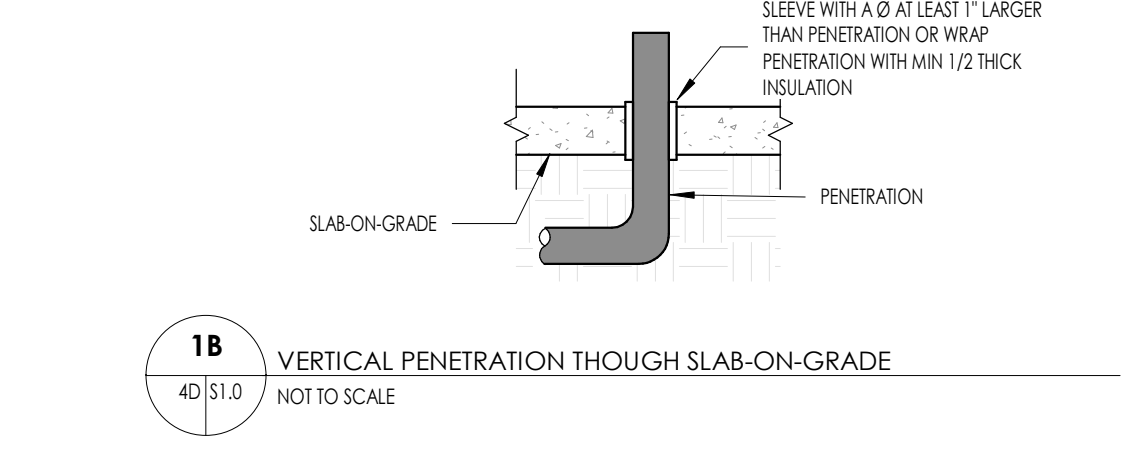 SLEEVE WITH A Ø AT LEAST 1" LARGER
THAN PENETRATION OR WRAP
PENETRATION WITH MIN 1/2 THICK
INSULATION
PENETRATION
SLAB-ON-GRADE
1B
4D S1.0
VERTICAL PENETRATION THOUGH SLAB-ON-GRADE
NOT TO SCALE